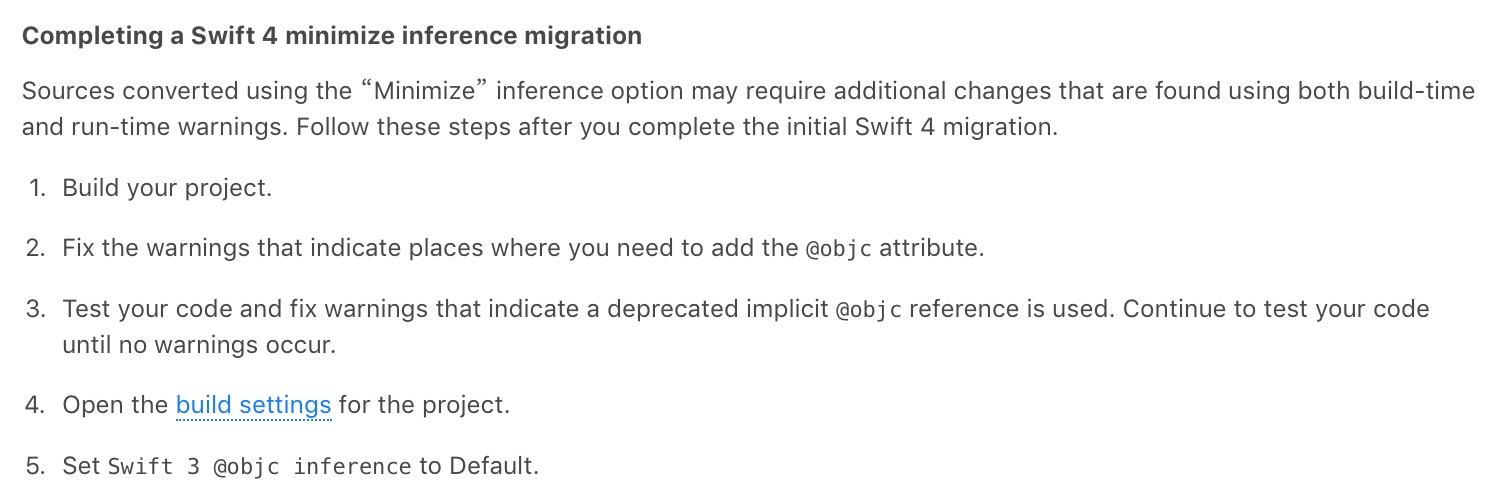 Completing a Swift 4 minimize inference migration
Sources converted using the “Minimize” inference option may require additional changes that are found using both build-time
and run-time warnings. Follow these steps after you complete the initial Swift 4 migration.
1. Build your project.
2. Fix the warnings that indicate places where you need to add the @objc attribute.
3. Test your code and fix warnings that indicate a deprecated implicit @objc reference is used. Continue to test your code
until no warnings occur.
4. Open the build settings for the project.
5. Set Swift 3 @objc inference to Default.